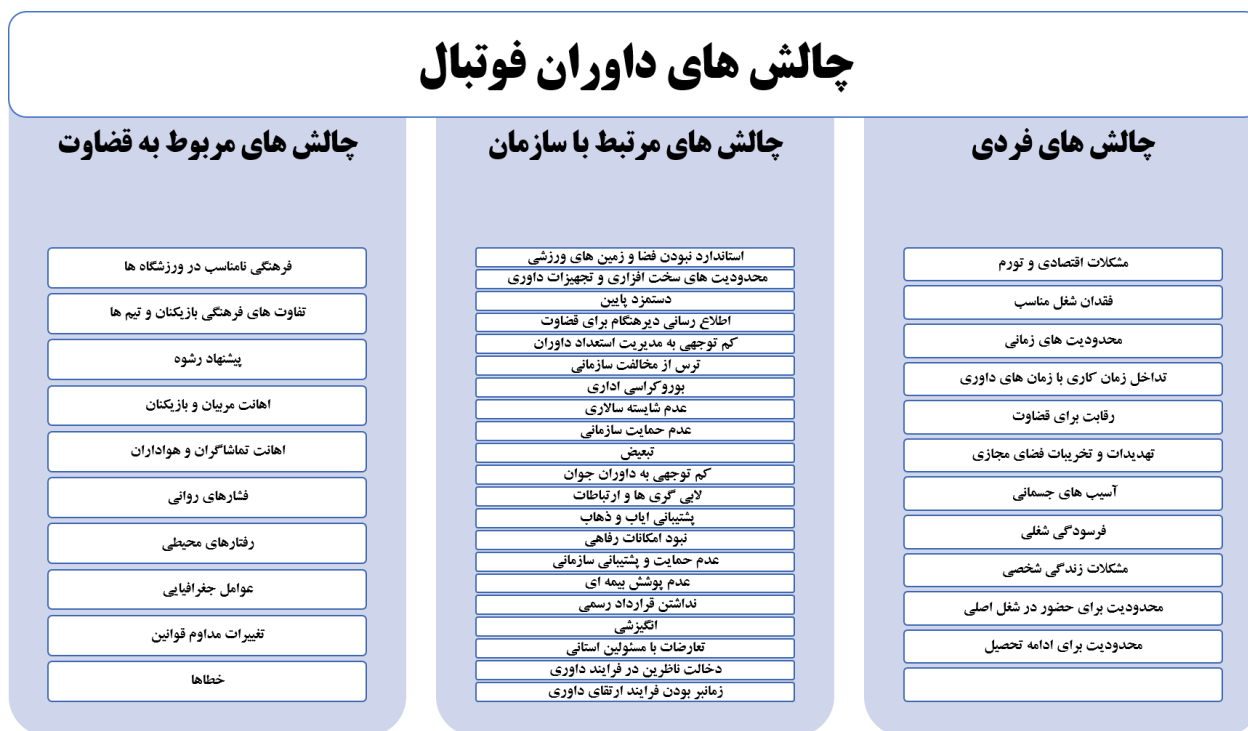 چالش های داوران فوتبال
چالش های فردی
مشکلات اقتصادی و تورم
فقدان شغل مناسب
محدودیت های زمانی
تداخل زمان کاری با زمان های داوری
رقابت برای قضاوت
تهدیدات و تخریبات فضای مجازی
آسیب های جسمانی
فرسودگی شغلی
مشکلات زندگی شخصی
محدودیت برای حضور در شغل اصلی
محدودیت برای ادامه تحصیل
چالش های مرتبط با سازمان
استاندارد نبودن فضا و زمین های ورزشی
محدودیت های سخت افزاری و تجهیزات داوری
دستمزد پایین
اطلاع رسانی دیرهنگام برای قضاوت
کم توجهی به مدیریت استعداد داوران
ترس از مخالفت سازمانی
بوروکراسی اداری
عدم شایسته سالاری
عدم حمایت سازمانی
تبعیض
کم توجهی به داوران جوان
لابی گری ها و ارتباطات
پشتیبانی ایاب و ذهاب
نبود امکانات رفاهی
عدم حمایت و پشتیبانی سازمانی
عدم پوشش بیمه ای
نداشتن قرارداد رسمی
انگیزشی
تعارضات با مسئولین استانی
دخالت ناظرین در فرایند داوری
زمانبر بودن فرایند ارتقای داوری
چالش های مربوط به قضاوت
فرهنگی نامناسب در ورزشگاه ها
تفاوت های فرهنگی بازیکنان و تیم ها
پیشنهاد رشوه
اهانت مربیان و بازیکنان
اهانت تماشاگران و هواداران
فشارهای روانی
رفتارهای محیطی
عوامل جغرافیایی
تغییرات مداوم قوانین
خطاها